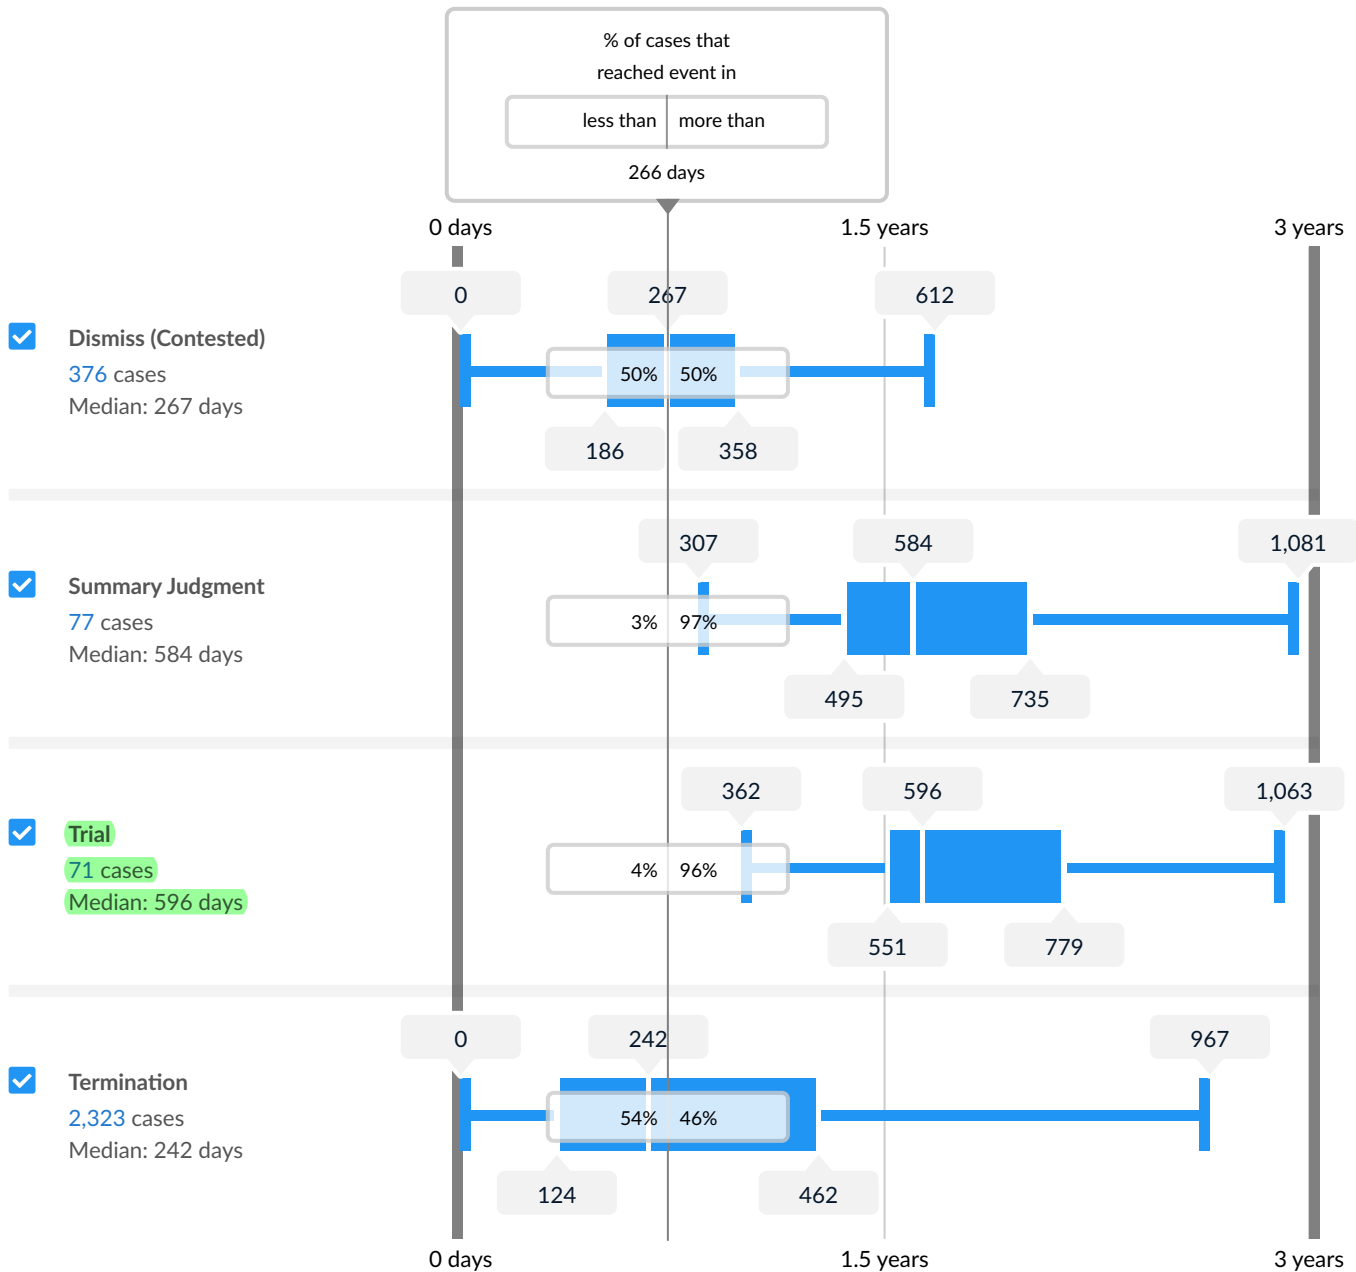 % of cases that
reached event in
less than more than
266 days
0 days 1.5 years 3 years
0 267 612
Dismiss (Contested)
376 cases
Median: 267 days
50% 50%
186 358
307 584 1,081
Summary Judgment
77 cases
Median: 584 days
3% 97%
495 735
362 596 1,063
Trial
71 cases
Median: 596 days
4% 96%
551 779
0 242 967
Termination
2,323 cases
Median: 242 days
54% 46%
124 462
0 days 1.5 years 3 years